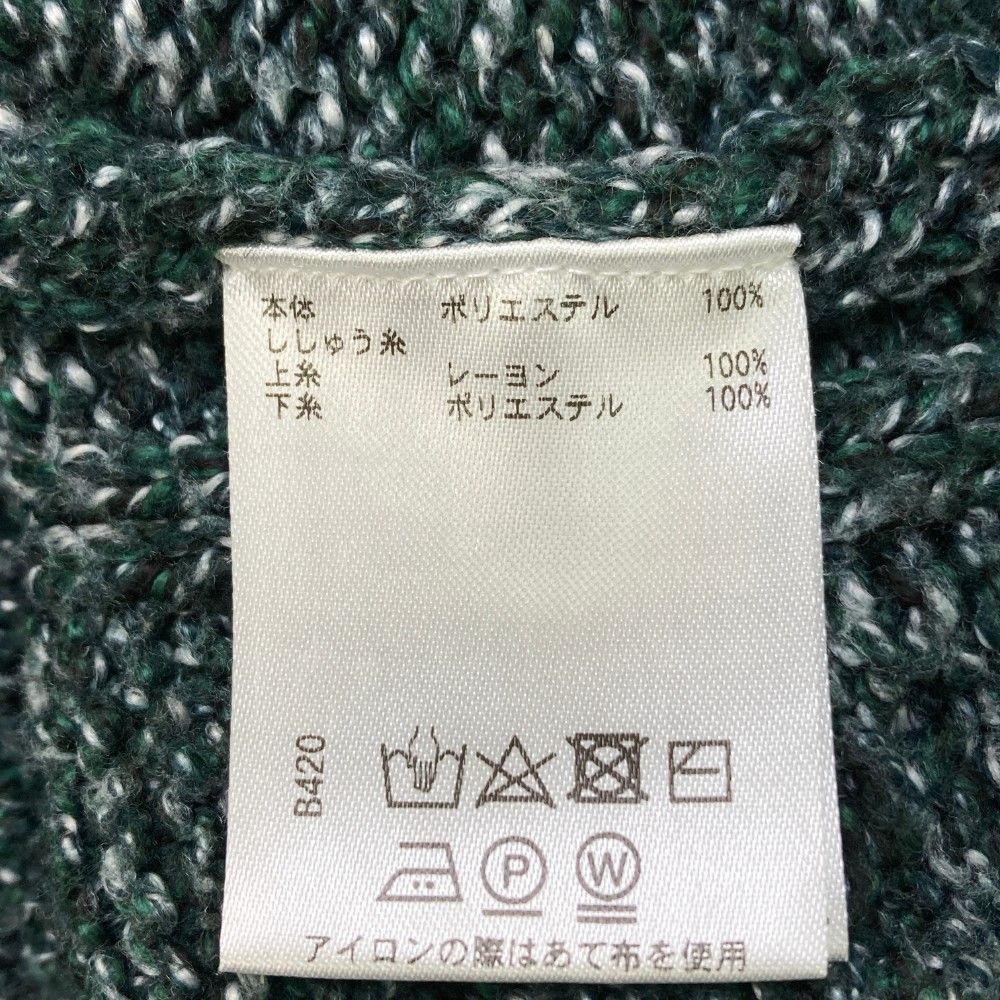 本体 ポリエステル 100%
ししゅう糸
上糸 レーヨン 100%
下糸 ポリエステル 100%
B420
P W
アイロンの際はあて布を使用